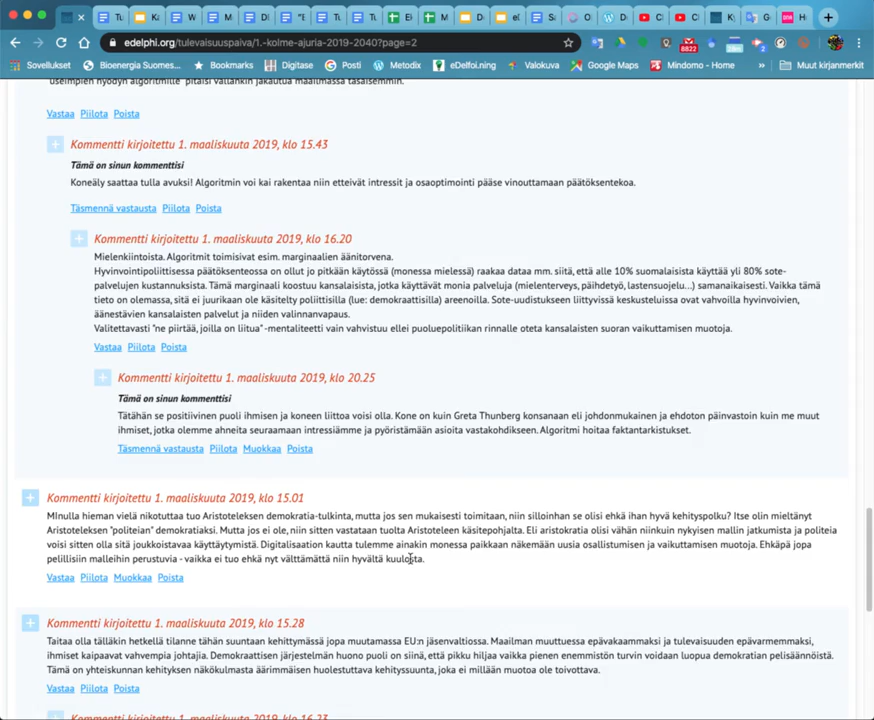 Tu
Ka
W
M
Di
"E
Tu
Tu
Ei
M
D
el
Sa
O
D
C
C
Ky
G
H
edelphi.org/tulevaisuuspaiva/1.-kolme-ajuria-2019-2040?page=2
8822
Sovellukset
Bioenergia Suomes...
Bookmarks
Digitase
Posti
Metodix
eDelfoi.ning
Valokuva
Google Maps
Mindomo - Home
»
Muut kirjanmerkit
useimpien hyödyn algoritmille pitäisi vallankin jakautua maailmassa tasaisemmin.
Vastaa Piilota Poista
Kommentti kirjoitettu 1. maaliskuuta 2019, klo 15.43
Tämä on sinun kommenttisi
Koneäly saattaa tulla avuksi! Algoritmin voi kai rakentaa niin etteivät intressit ja osaoptimointi pääse vinouttamaan päätöksentekoa.
Täsmennä vastausta Piilota Poista
Kommentti kirjoitettu 1. maaliskuuta 2019, klo 16.20
Mielenkiintoista. Algoritmit toimisivat esim. marginaalien äänitorvena.
Hyvinvointipoliittisessa päätöksenteossa on ollut jo pitkään käytössä (monessa mielessä) raakaa dataa mm. siitä, että alle 10% suomalaisista käyttää yli 80% sote-
palvelujen kustannuksista. Tämä marginaali koostuu kansalaisista, jotka käyttävät monia palveluja (mielenterveys, päihdetyö, lastensuojelu...) samanaikaisesti. Vaikka tämä
tieto on olemassa, sitä ei juurikaan ole käsitelty poliittisilla (lue: demokraattisilla) areenoilla. Sote-uudistukseen liittyvissä keskusteluissa ovat vahvoilla hyvinvoivien,
äänestävien kansalaisten palvelut ja niiden valinnanvapaus.
Valitettavasti "ne piirtää, joilla on liitua" -mentaliteetti vain vahvistuu ellei puoluepolitiikan rinnalle oteta kansalaisten suoran vaikuttamisen muotoja.
Vastaa Piilota Poista
Kommentti kirjoitettu 1. maaliskuuta 2019, klo 20.25
Tämä on sinun kommenttisi
Tätähän se positiivinen puoli ihmisen ja koneen liittoa voisi olla. Kone on kuin Greta Thunberg konsanaan eli johdonmukainen ja ehdoton päinvastoin kuin me muut
ihmiset, jotka olemme ahneita seuraamaan intressiämme ja pyöristämään asioita vastakohdikseen. Algoritmi hoitaa faktantarkistukset.
Täsmennä vastausta Piilota Muokkaa Poista
Kommentti kirjoitettu 1. maaliskuuta 2019, klo 15.01
MInulla hieman vielä nikotuttaa tuo Aristoteleksen demokratia-tulkinta, mutta jos sen mukaisesti toimitaan, niin silloinhan se olisi ehkä ihan hyvä kehityspolku? Itse olin mieltänyt
Aristoteleksen "politeian" demokratiaksi. Mutta jos ei ole, niin sitten vastataan tuolta Aristoteleen käsitepohjalta. Eli aristokratia olisi vähän niinkuin nykyisen mallin jatkumista ja politeia
voisi sitten olla sitä joukkoistavaa käyttäytymistä. Digitalisaation kautta tulemme ainakin monessa paikkaan näkemään uusia osallistumisen ja vaikuttamisen muotoja. Ehkäpä jopa
pelillisiin malleihin perustuvia - vaikka ei tuo ehkä nyt välttämättä niin hyvältä kuulosta.
Vastaa Piilota Muokkaa Poista
Kommentti kirjoitettu 1. maaliskuuta 2019, klo 15.28
Taitaa olla tälläkin hetkellä tilanne tähän suuntaan kehittymässä jopa muutamassa EU:n jäsenvaltiossa. Maailman muuttuessa epävakaammaksi ja tulevaisuuden epävarmemmaksi,
ihmiset kaipaavat vahvempia johtajia. Demokraattisen järjestelmän huono puoli on siinä, että pikku hiljaa vaikka pienen enemmistön turvin voidaan luopua demokratian pelisäännöistä.
Tämä on yhteiskunnan kehityksen näkökulmasta äärimmäisen huolestuttava kehityssuunta, joka ei millään muotoa ole toivottava.
Vastaa Piilota Poista
Kommentti kirjoitettu 1. maaliskuuta 2019, klo 16.23